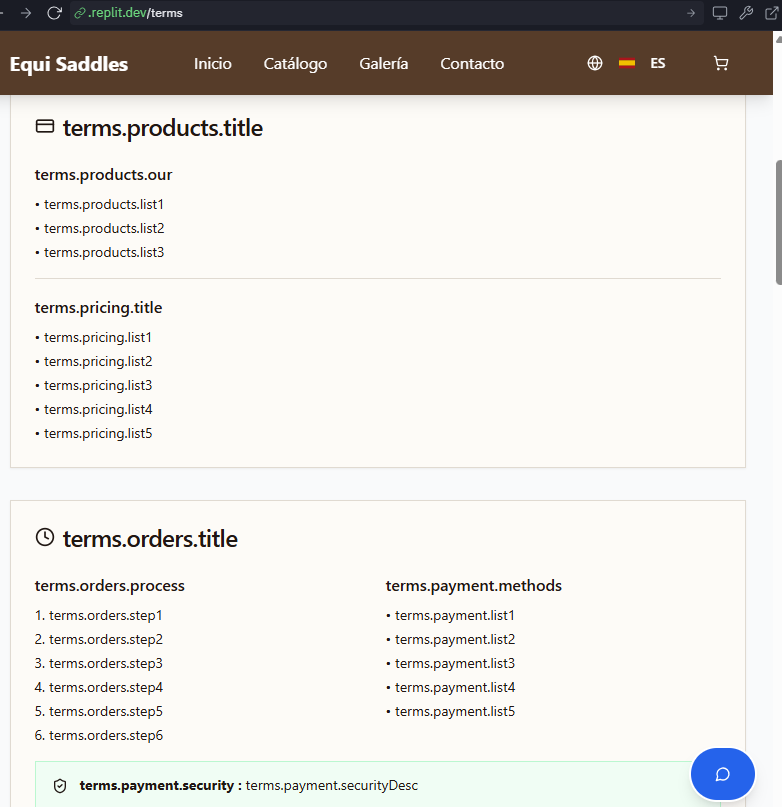 .replit.dev/terms
Equi Saddles
Inicio
Catálogo
Galería
Contacto
ES
terms.products.title
terms.products.our
• terms.products.list1
• terms.products.list2
• terms.products.list3
terms.pricing.title
• terms.pricing.list1
• terms.pricing.list2
• terms.pricing.list3
• terms.pricing.list4
• terms.pricing.list5
terms.orders.title
terms.orders.process
1. terms.orders.step1
2. terms.orders.step2
3. terms.orders.step3
4. terms.orders.step4
5. terms.orders.step5
6. terms.orders.step6
terms.payment.methods
• terms.payment.list1
• terms.payment.list2
• terms.payment.list3
• terms.payment.list4
• terms.payment.list5
terms.payment.security : terms.payment.securityDesc